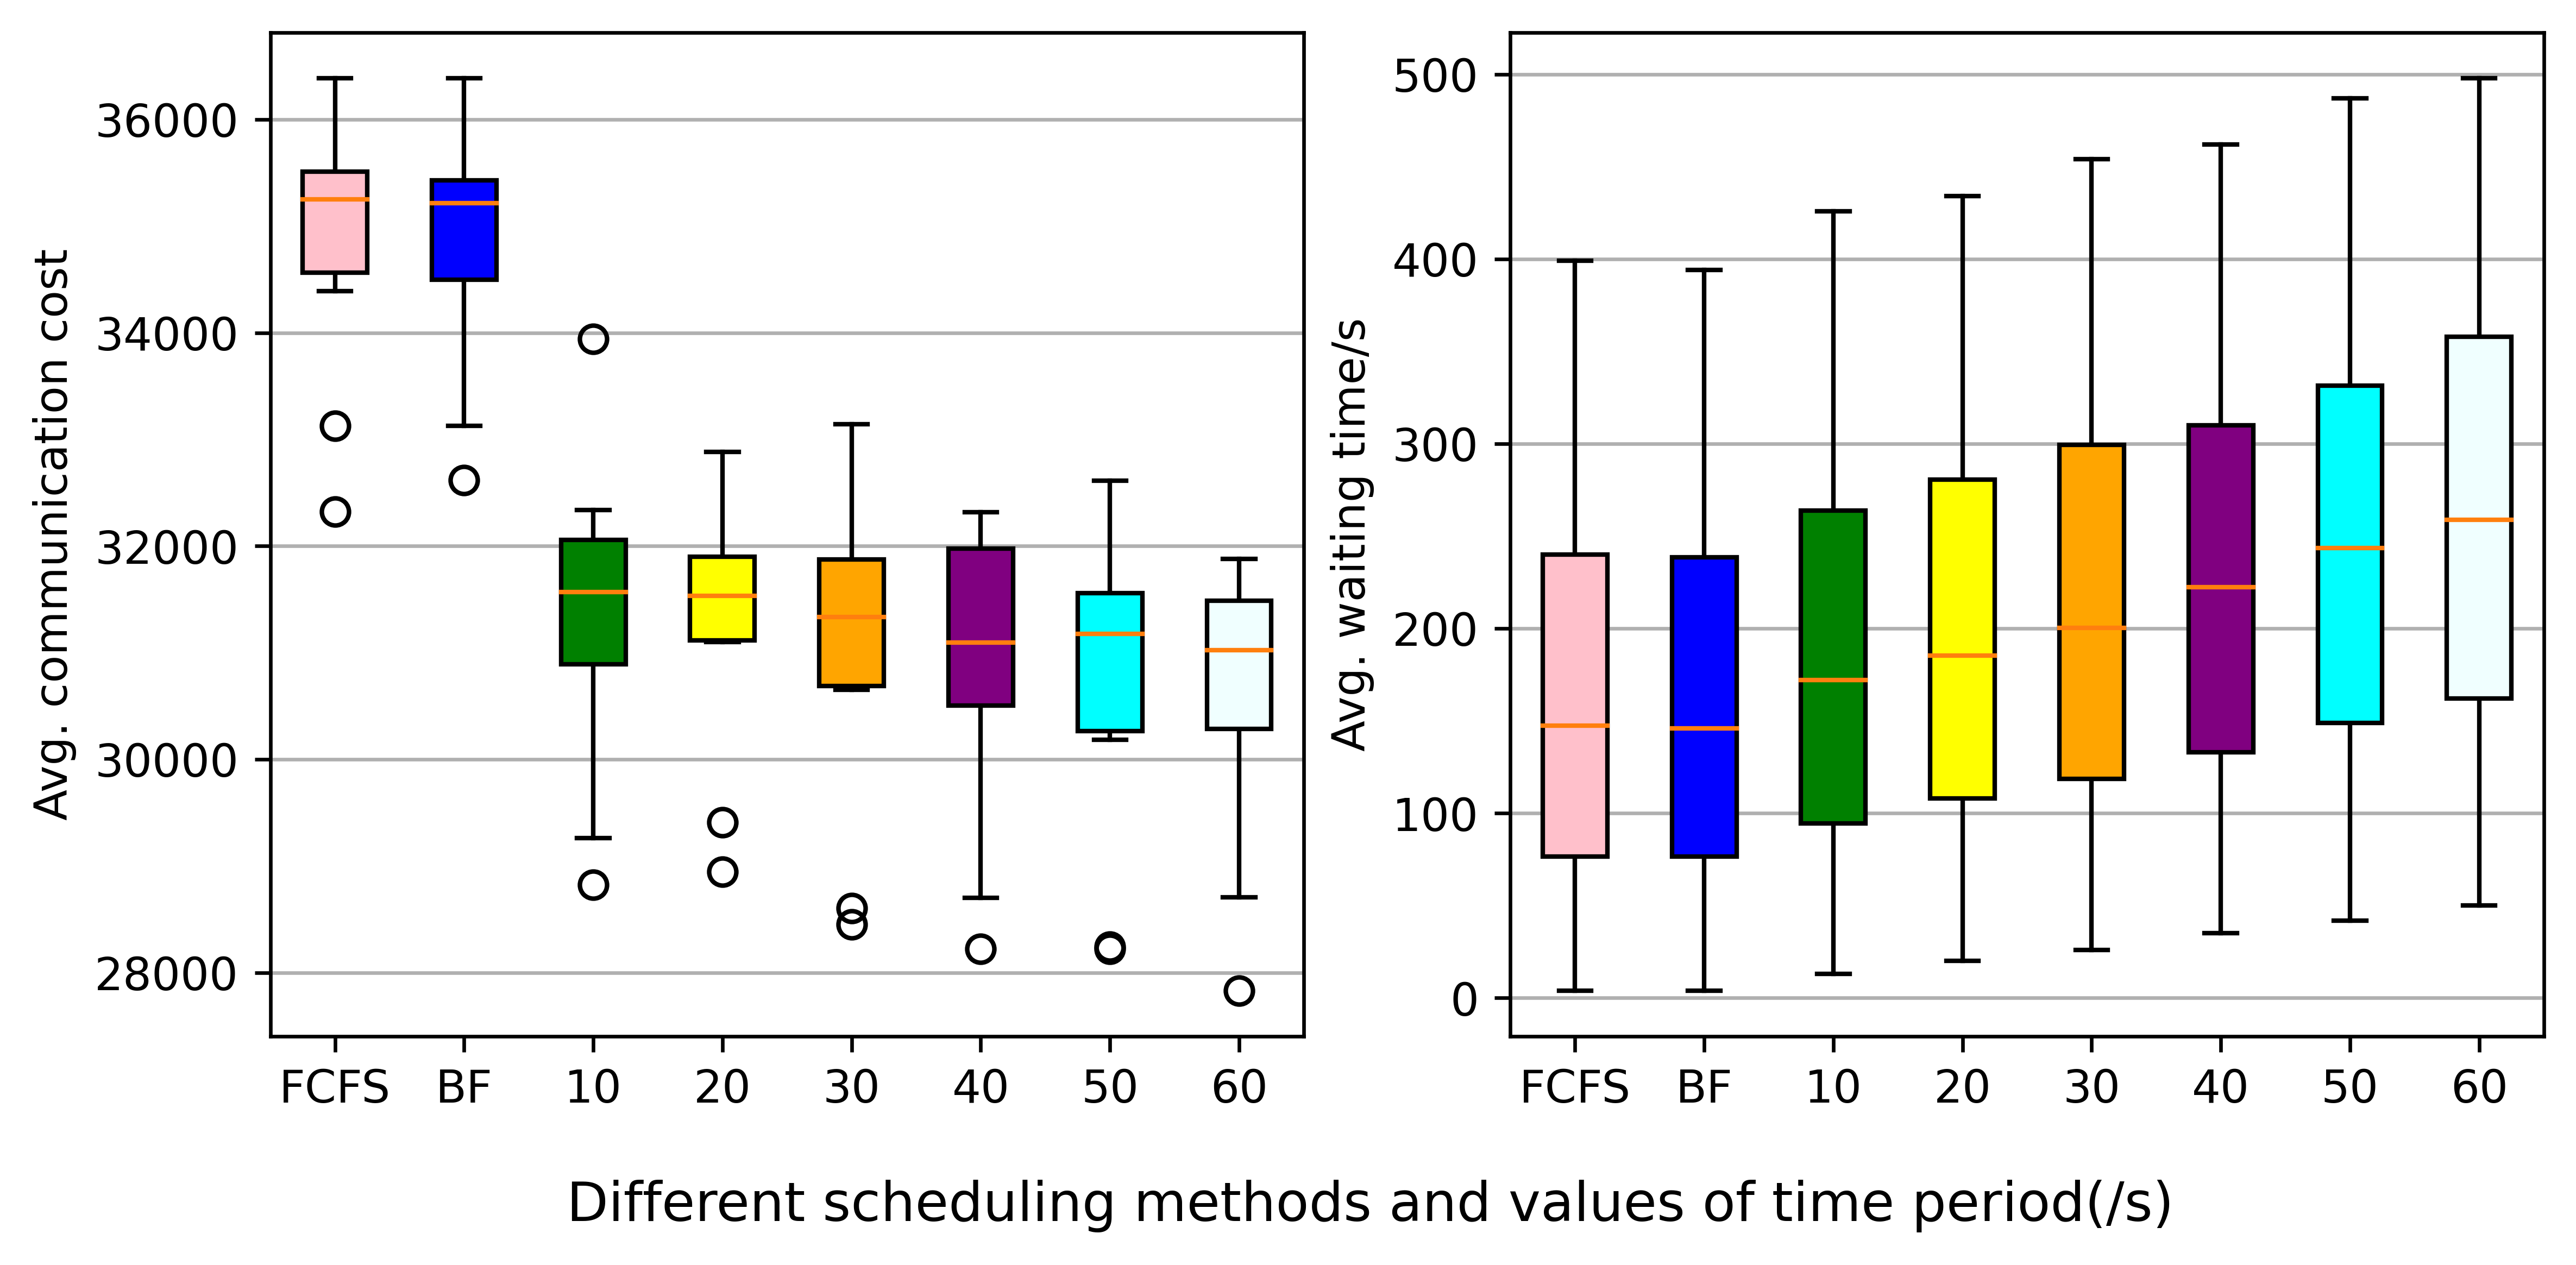 Avg. communication cost
36000
34000
32000
30000
28000
FCFS BF 10 20 30 40 50 60
Avg. waiting time/s
500
400
300
200
100
0
FCFS BF 10 20 30 40 50 60
Different scheduling methods and values of time period(/s)